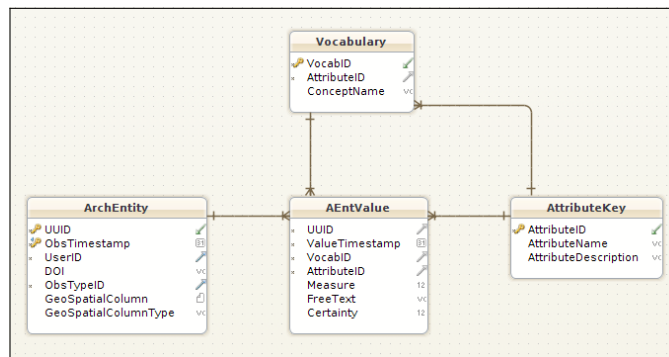 Vocabulary
VocabID
AttributeID
ConceptName
ArchEntity
UUID
ObsTimestamp
UserID
DOI
ObsTypeID
GeoSpatialColumn
GeoSpatialColumnType
AEntValue
UUID
ValueTimestamp
VocabID
AttributeID
Measure
FreeText
Certainty
AttributeKey
AttributeID
AttributeName
AttributeDescription